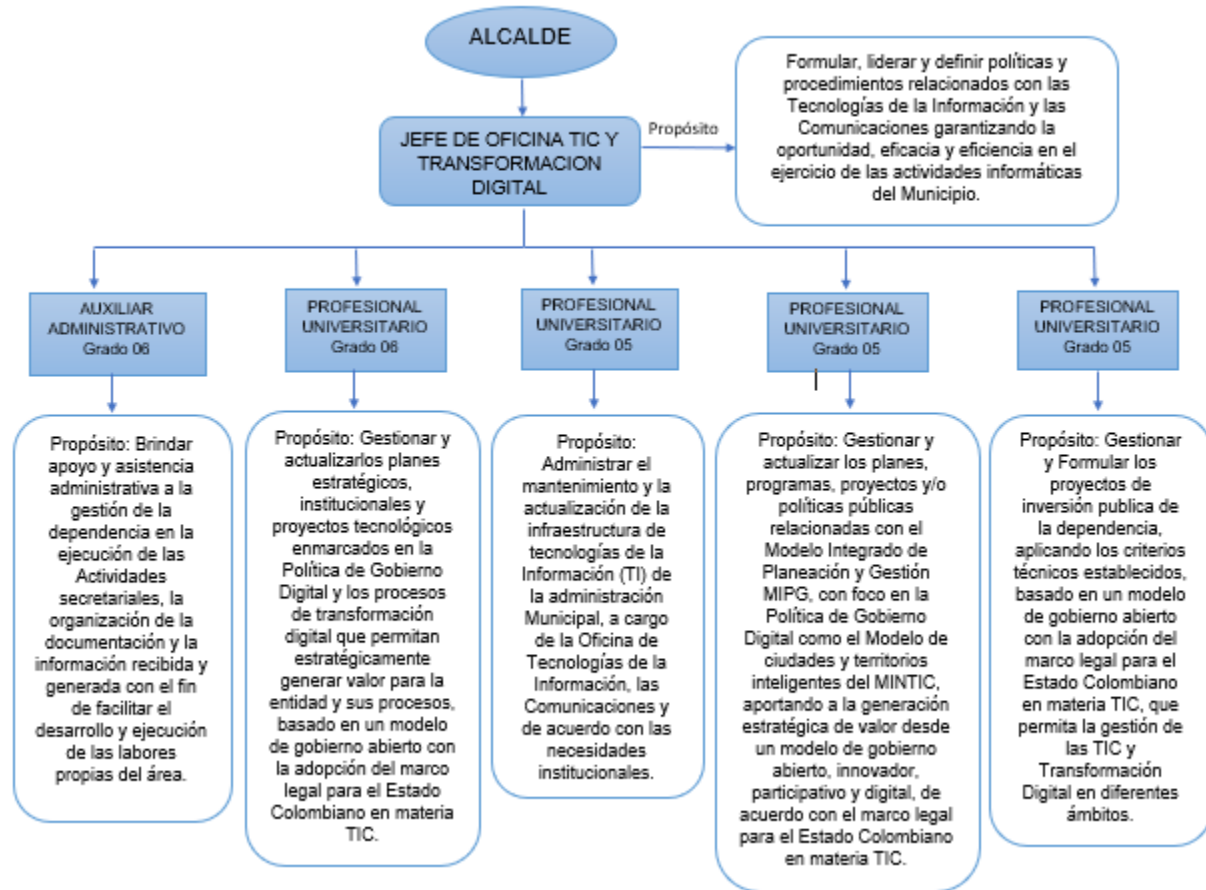 ALCALDE
Formular, liderar y definir políticas y
procedimientos relacionados con las
Tecnologías de la Información y las
Comunicaciones garantizando la
oportunidad, eficacia y eficiencia en el
ejercicio de las actividades informáticas
del Municipio.
Propósito
JEFE DE OFICINA TIC Y
TRANSFORMACION
DIGITAL
AUXILIAR
ADMINISTRATIVO
Grado 06
PROFESIONAL
UNIVERSITARIO
Grado 06
PROFESIONAL
UNIVERSITARIO
Grado 05
PROFESIONAL
UNIVERSITARIO
Grado 05
PROFESIONAL
UNIVERSITARIO
Grado 05
Propósito: Brindar
apoyo y asistencia
administrativa a la
gestión de la
dependencia en la
ejecución de las
Actividades
secretariales, la
organización de la
documentación y la
información recibida y
generada con el fin
de facilitar el
desarrollo y ejecución
de las labores
propias del área.
Propósito: Gestionar y
actualizarlos planes
estratégicos,
institucionales y
proyectos tecnológicos
enmarcados en la
Política de Gobierno
Digital y los procesos
de transformación
digital que permitan
estratégicamente
generar valor para la
entidad y sus procesos,
basado en un modelo
de gobierno abierto con
la adopción del marco
legal para el Estado
Colombiano en materia
TIC.
Propósito:
Administrar el
mantenimiento y la
actualización de la
infraestructura de
tecnologías de la
Información (TI) de
la administración
Municipal, a cargo
de la Oficina de
Tecnologías de la
Información, las
Comunicaciones y
de acuerdo con las
necesidades
institucionales.
Propósito: Gestionar y
actualizar los planes,
programas, proyectos y/o
políticas públicas
relacionadas con el
Modelo Integrado de
Planeación y Gestión
MIPG, con foco en la
Política de Gobierno
Digital como el Modelo de
ciudades y territorios
inteligentes del MINTIC,
aportando a la generación
estratégica de valor desde
un modelo de gobierno
abierto, innovador,
participativo y digital, de
acuerdo con el marco legal
para el Estado Colombiano
en materia TIC.
Propósito: Gestionar
y Formular los
proyectos de
inversión publica de
la dependencia,
aplicando los criterios
técnicos establecidos,
basado en un modelo
de gobierno abierto
con la adopción del
marco legal para el
Estado Colombiano
en materia TIC, que
permita la gestión de
las TIC y
Transformación
Digital en diferentes
ámbitos.